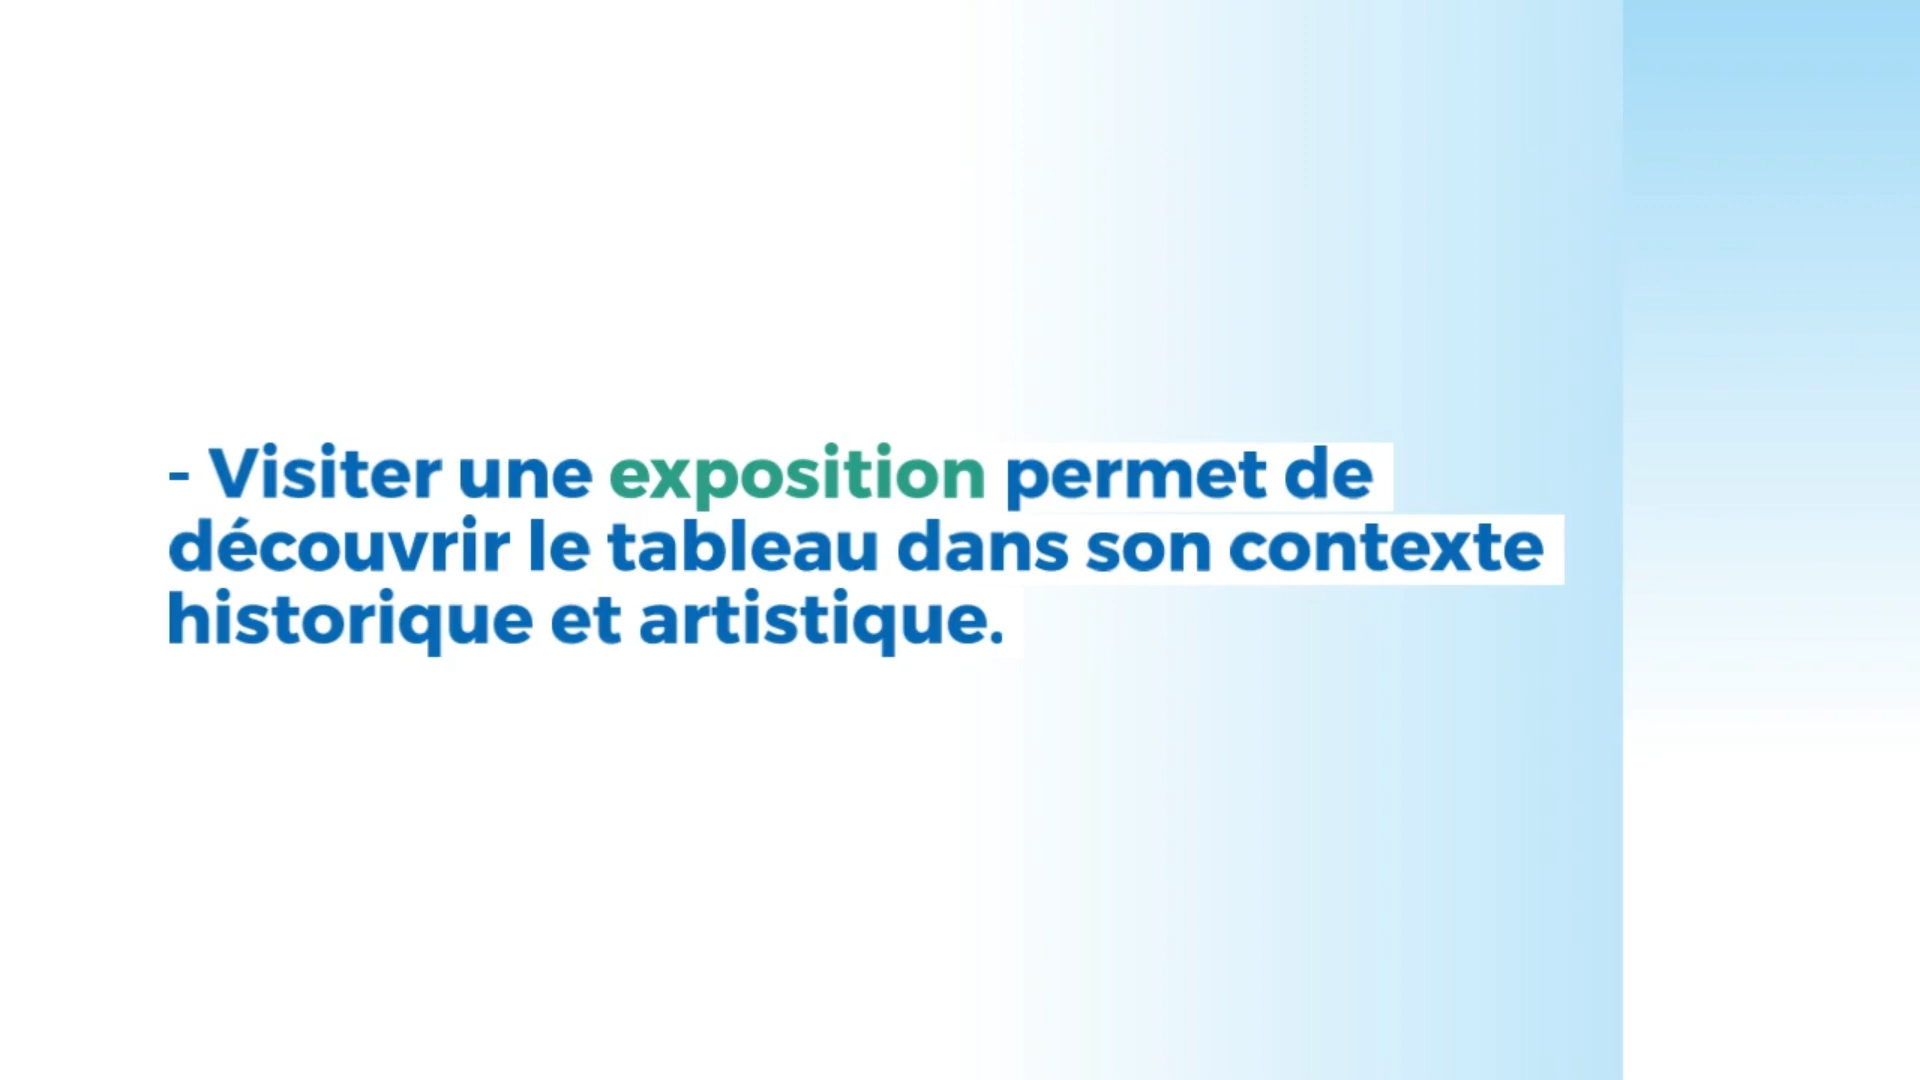 - Visiter une exposition permet de
découvrir le tableau dans son contexte
historique et artistique.